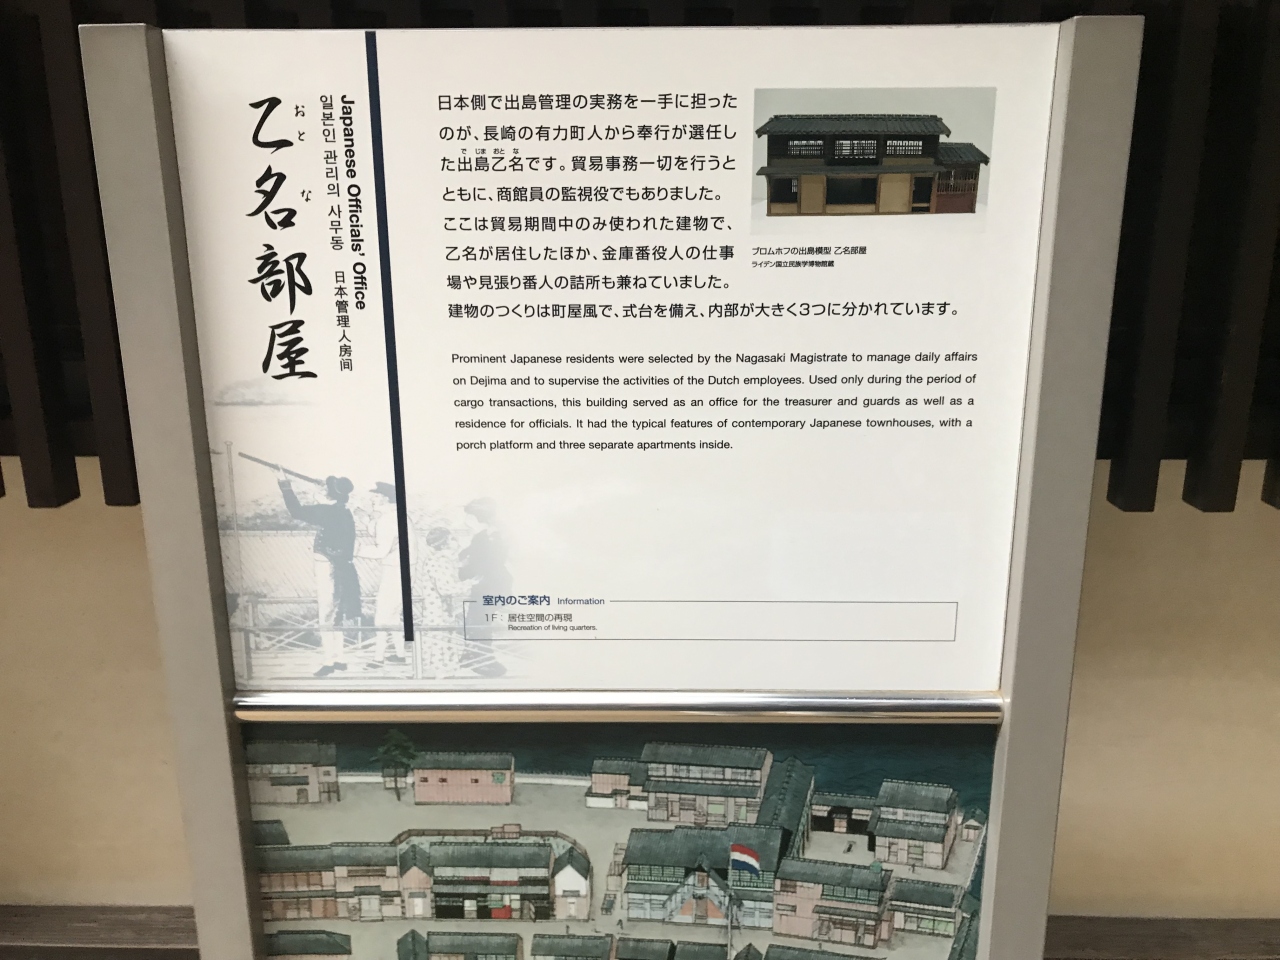 乙名部屋
おとな
Japanese Officials' Office
일본인 관리의 사무동
日本管理人房间
日本側で出島管理の実務を一手に担った
のが、長崎の有力町人から奉行が選任し
でじまおとな
た出島乙名です。貿易事務一切を行うと
ともに、商館員の監視役でもありました。
ここは貿易期間中のみ使われた建物で、
乙名が居住したほか、金庫番役人の仕事
場や見張り番人の詰所も兼ねていました。
建物のつくりは町屋風で、式台を備え、内部が大きく3つに分かれています。
ブロムホフの出島模型 乙名部屋
ライデン国立民族学博物館蔵
Prominent Japanese residents were selected by the Nagasaki Magistrate to manage daily affairs
on Dejima and to supervise the activities of the Dutch employees. Used only during the period of
cargo transactions, this building served as an office for the treasurer and guards as well as a
residence for officials. It had the typical features of contemporary Japanese townhouses, with a
porch platform and three separate apartments inside.
室内のご案内 Information
1F： 居住空間の再現
Recreation of living quarters.